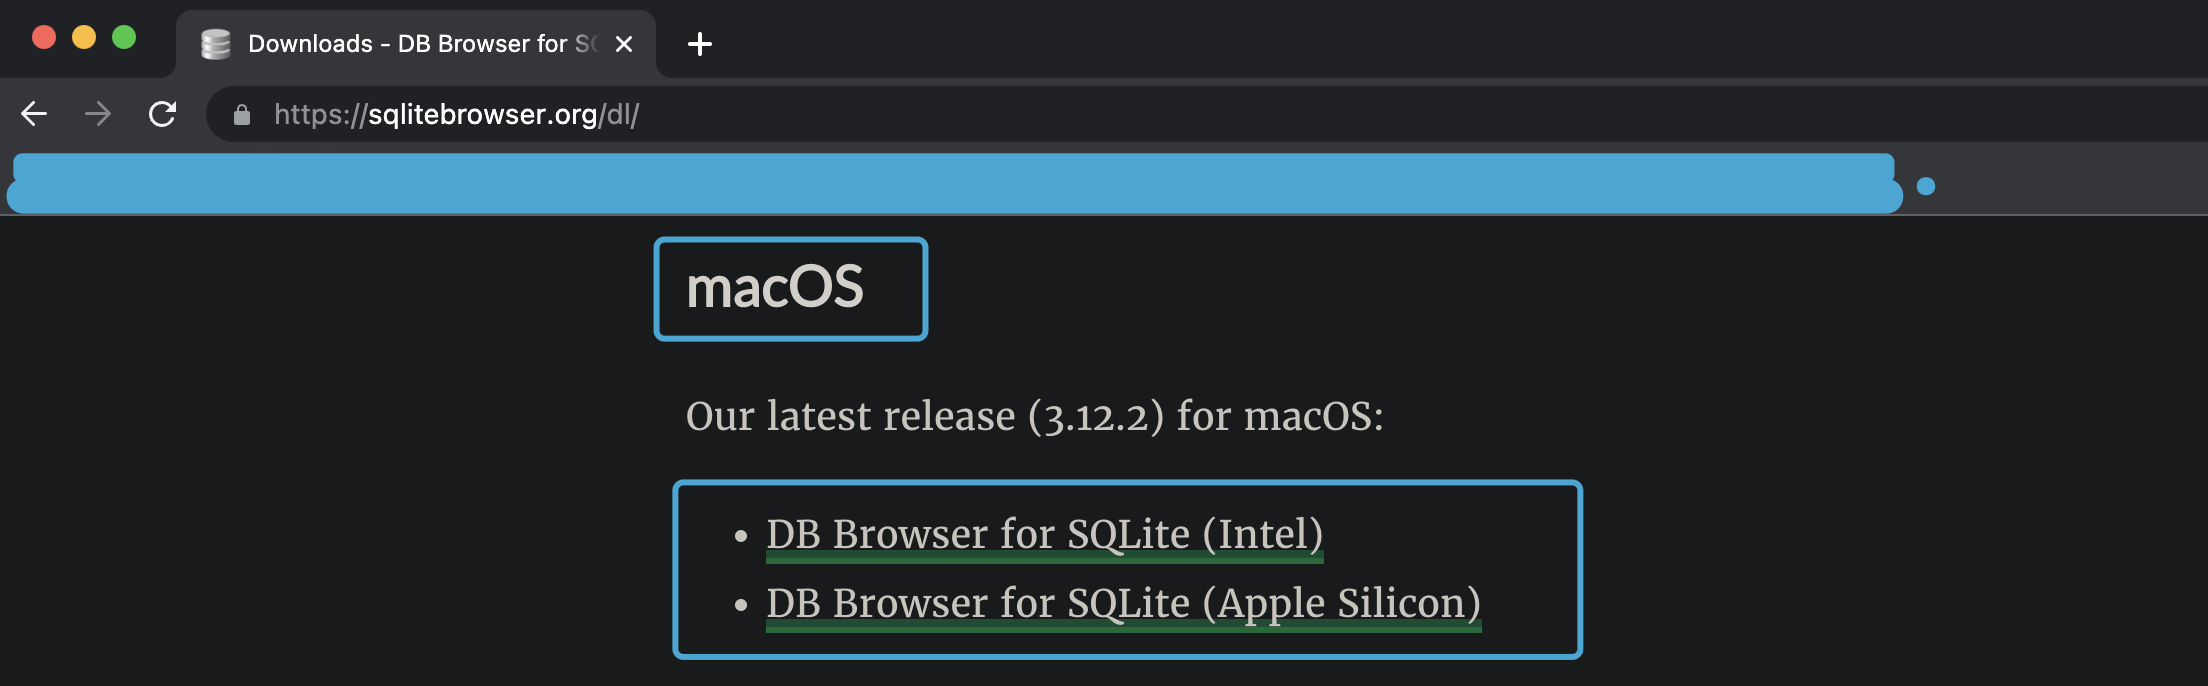 Downloads - DB Browser for SQ
https://sqlitebrowser.org/dl/
macOS
Our latest release (3.12.2) for macOS:
• DB Browser for SQLite (Intel)
• DB Browser for SQLite (Apple Silicon)